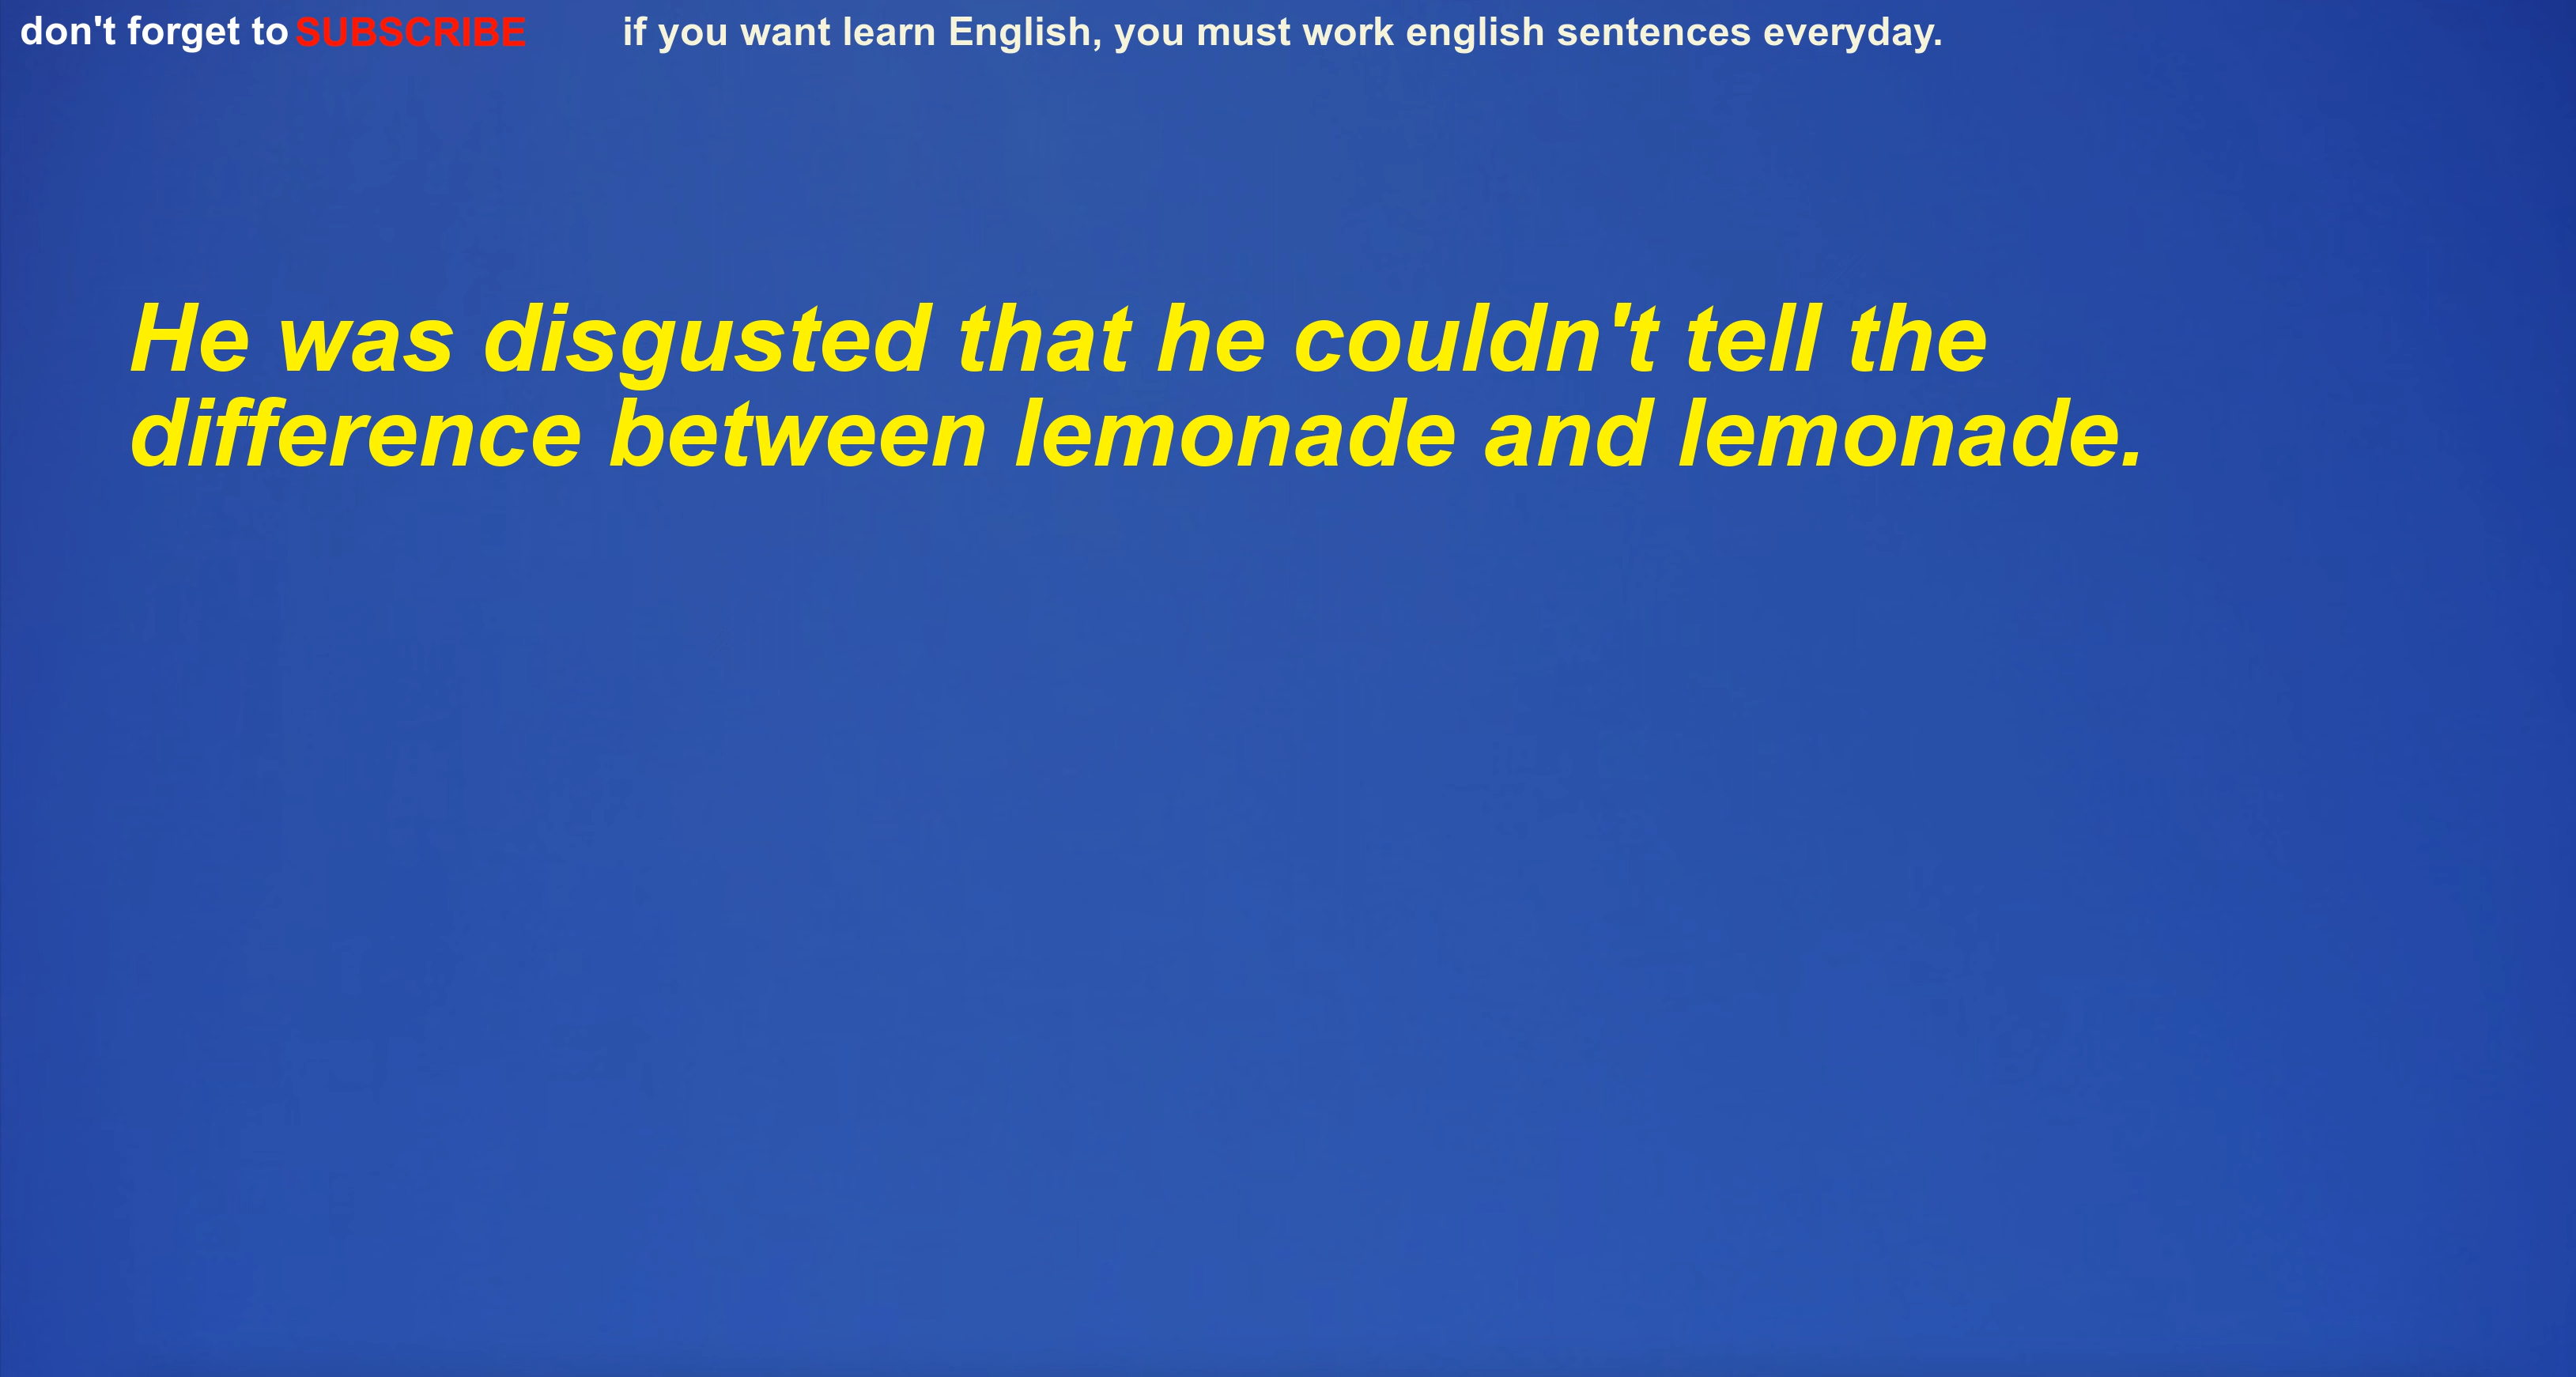 don't forget to SUBSCRIBE if you want learn English, you must work english sentences everyday.
He was disgusted that he couldn't tell the
difference between lemonade and lemonade.